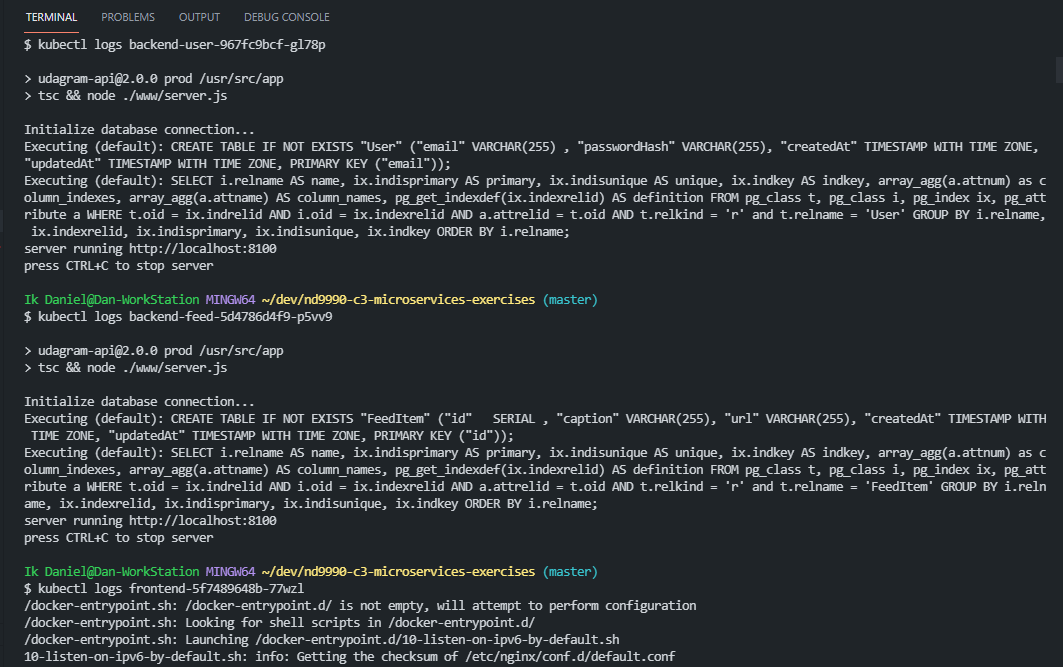 TERMINAL PROBLEMS OUTPUT DEBUG CONSOLE
$ kubectl logs backend-user-967fc9bcf-gl78p
> udagram-api@2.0.0 prod /usr/src/app
> tsc && node ./www/server.js
Initialize database connection...
Executing (default): CREATE TABLE IF NOT EXISTS "User" ("email" VARCHAR(255) , "passwordHash" VARCHAR(255), "createdAt" TIMESTAMP WITH TIME ZONE,
"updatedAt" TIMESTAMP WITH TIME ZONE, PRIMARY KEY ("email"));
Executing (default): SELECT i.relname AS name, ix.indisprimary AS primary, ix.indisunique AS unique, ix.indkey AS indkey, array_agg(a.attnum) as c
olumn_indexes, array_agg(a.attname) AS column_names, pg_get_indexdef(ix.indexrelid) AS definition FROM pg_class t, pg_class i, pg_index ix, pg_att
ribute a WHERE t.oid = ix.indrelid AND i.oid = ix.indexrelid AND a.attrelid = t.oid AND t.relkind = 'r' and t.relname = 'User' GROUP BY i.relname,
ix.indexrelid, ix.indisprimary, ix.indisunique, ix.indkey ORDER BY i.relname;
server running http://localhost:8100
press CTRL+C to stop server
Ik Daniel@Dan-WorkStation MINGW64 ~/dev/nd9990-c3-microservices-exercises (master)
$ kubectl logs backend-feed-5d4786d4f9-p5vv9
> udagram-api@2.0.0 prod /usr/src/app
> tsc && node ./www/server.js
Initialize database connection...
Executing (default): CREATE TABLE IF NOT EXISTS "FeedItem" ("id"   SERIAL , "caption" VARCHAR(255), "url" VARCHAR(255), "createdAt" TIMESTAMP WITH
TIME ZONE, "updatedAt" TIMESTAMP WITH TIME ZONE, PRIMARY KEY ("id"));
Executing (default): SELECT i.relname AS name, ix.indisprimary AS primary, ix.indisunique AS unique, ix.indkey AS indkey, array_agg(a.attnum) as c
olumn_indexes, array_agg(a.attname) AS column_names, pg_get_indexdef(ix.indexrelid) AS definition FROM pg_class t, pg_class i, pg_index ix, pg_att
ribute a WHERE t.oid = ix.indrelid AND i.oid = ix.indexrelid AND a.attrelid = t.oid AND t.relkind = 'r' and t.relname = 'FeedItem' GROUP BY i.reln
ame, ix.indexrelid, ix.indisprimary, ix.indisunique, ix.indkey ORDER BY i.relname;
server running http://localhost:8100
press CTRL+C to stop server
Ik Daniel@Dan-WorkStation MINGW64 ~/dev/nd9990-c3-microservices-exercises (master)
$ kubectl logs frontend-5f7489648b-77wzl
/docker-entrypoint.sh: /docker-entrypoint.d/ is not empty, will attempt to perform configuration
/docker-entrypoint.sh: Looking for shell scripts in /docker-entrypoint.d/
/docker-entrypoint.sh: Launching /docker-entrypoint.d/10-listen-on-ipv6-by-default.sh
10-listen-on-ipv6-by-default.sh: info: Getting the checksum of /etc/nginx/conf.d/default.conf